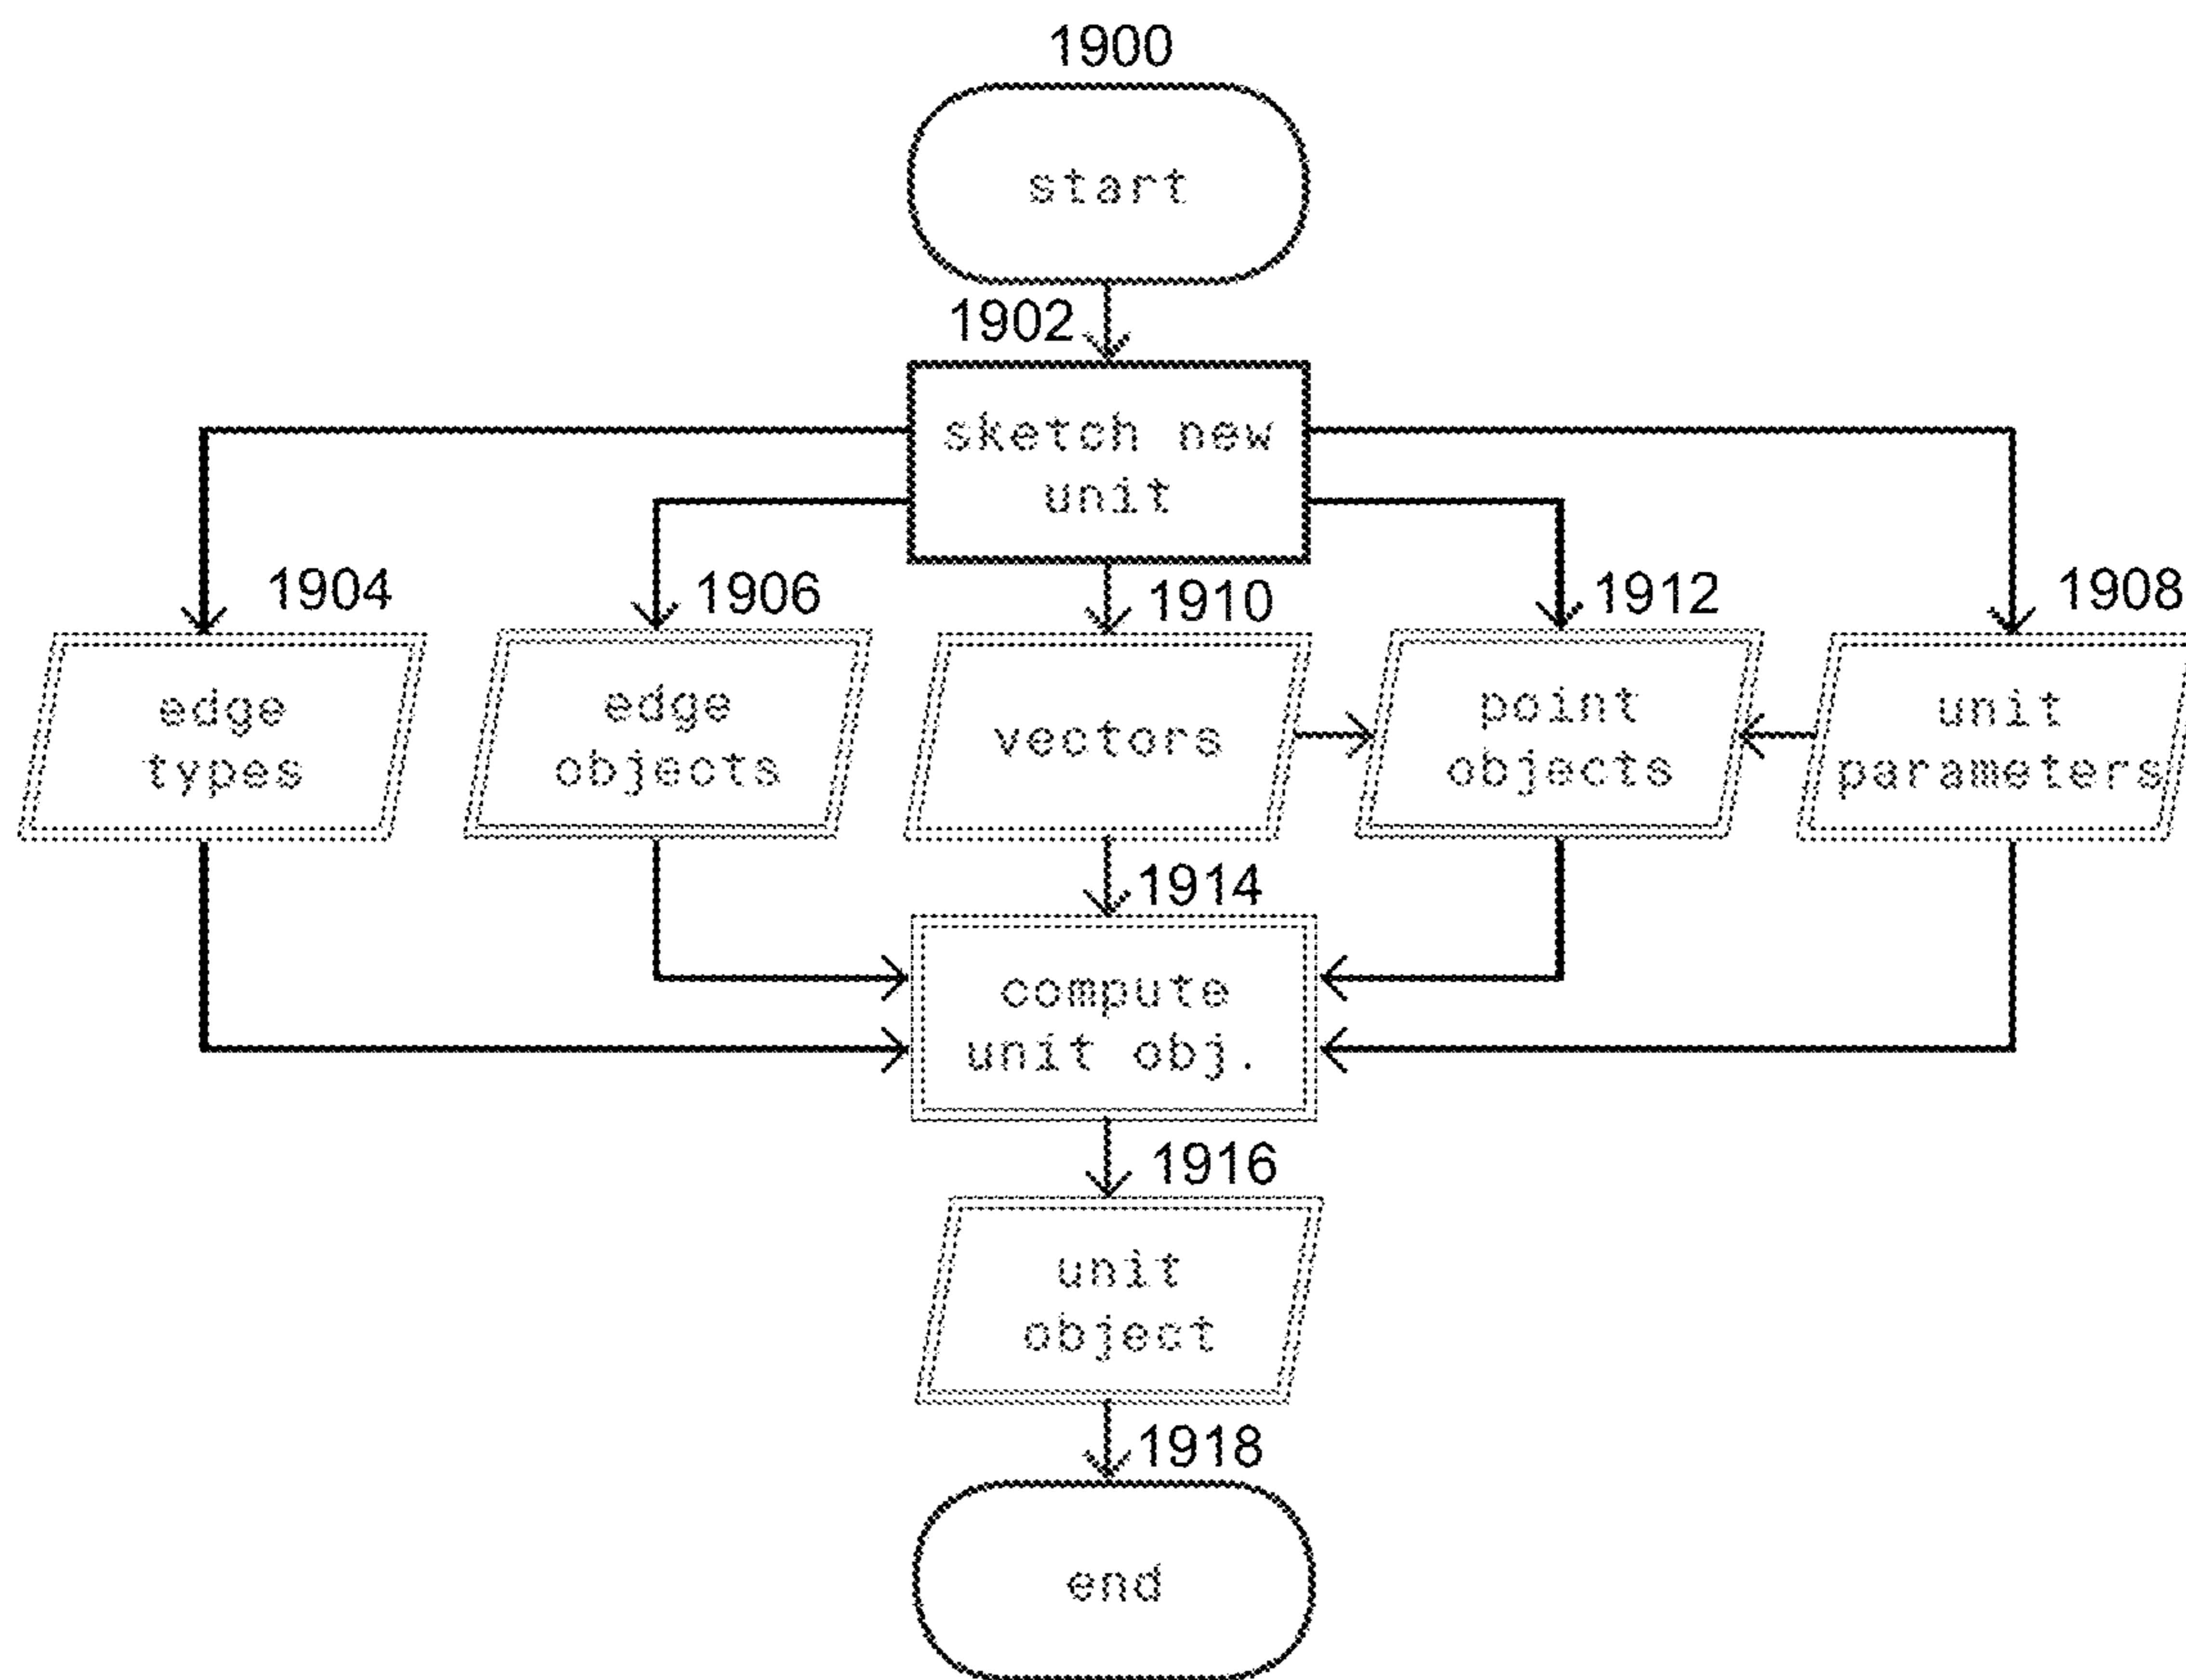 1900
start
1902
sketch new
unit
1904
1906
1910
1912
1908
edge
types
edge
objects
vectors
point
objects
unit
parameters
1914
compute
unit obj.
1916
unit
object
1918
end